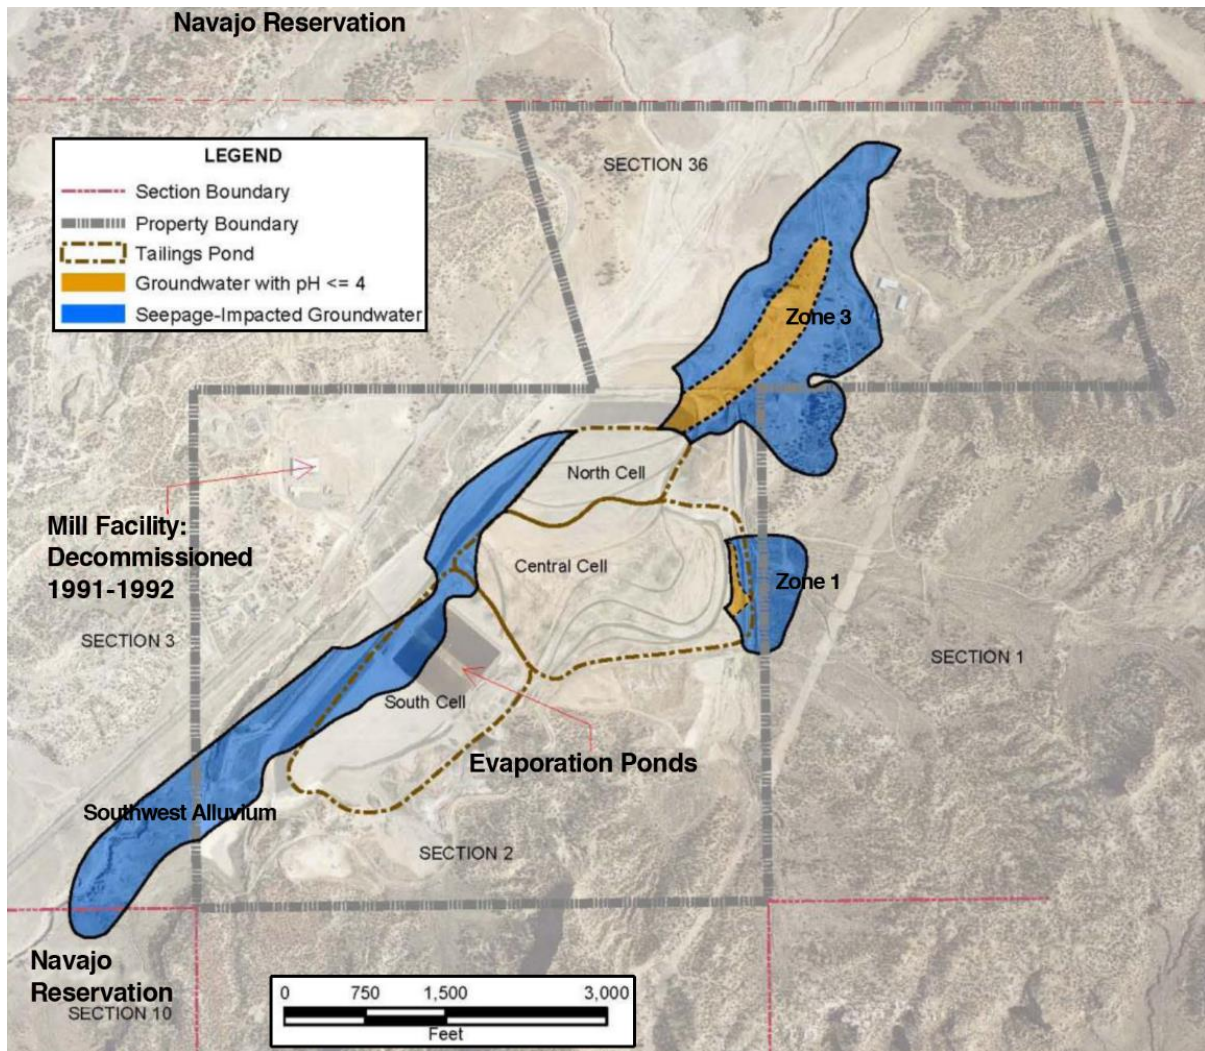 Navajo Reservation
LEGEND
Section Boundary
Property Boundary
Tailings Pond
Groundwater with pH <= 4
Seepage-Impacted Groundwater
SECTION 36
Zone 3
North Cell
Mill Facility:
Decommissioned
1991-1992
Central Cell
Zone 1
SECTION 3
SECTION 1
South Cell
Evaporation Ponds
Southwest Alluvium
SECTION 2
Navajo
Reservation
SECTION 10
0 750 1,500 3,000
Feet